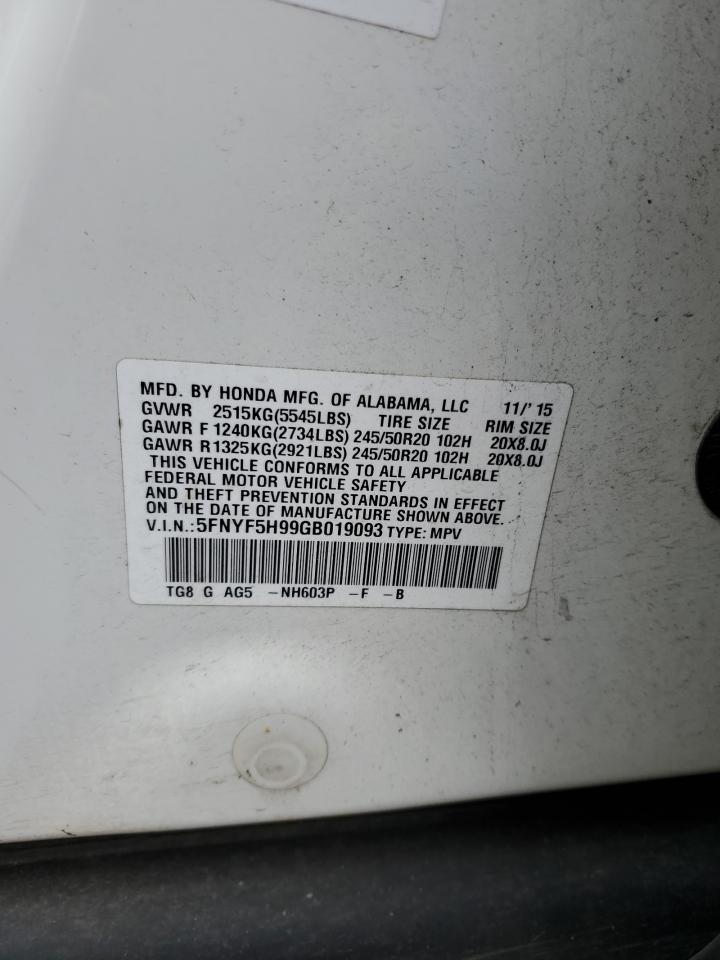 MFD. BY HONDA MFG. OF ALABAMA, LLC 11/'15
GVWR 2515KG(5545LBS) TIRE SIZE RIM SIZE
GAWR F 1240KG(2734LBS) 245/50R20 102H 20X8.0J
GAWR R 1325KG(2921LBS) 245/50R20 102H 20X8.0J
THIS VEHICLE CONFORMS TO ALL APPLICABLE
FEDERAL MOTOR VEHICLE SAFETY
AND THEFT PREVENTION STANDARDS IN EFFECT
ON THE DATE OF MANUFACTURE SHOWN ABOVE.
V.I.N.:5FNYF5H99GB019093 TYPE: MPV
TG8 G AG5 -NH603P -F -B